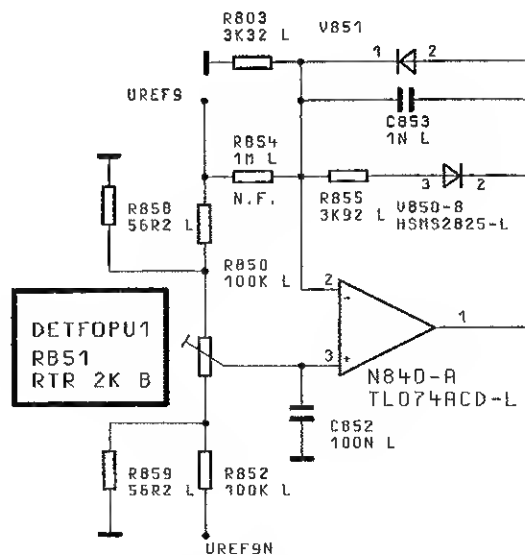 R803
3K32 L
V851
1
2
UREF9
C853
1N L
R854
1M L
N.F.
R855
3K92 L
3
2
V850-B
HSMS2825-L
R858
56R2 L
R850
100K L
2
-
1
DETFOPU1
RB51
RTR 2K B
3
+
N840-A
TL074ACD-L
C852
100N L
R859
56R2 L
R852
100K L
UREF9N